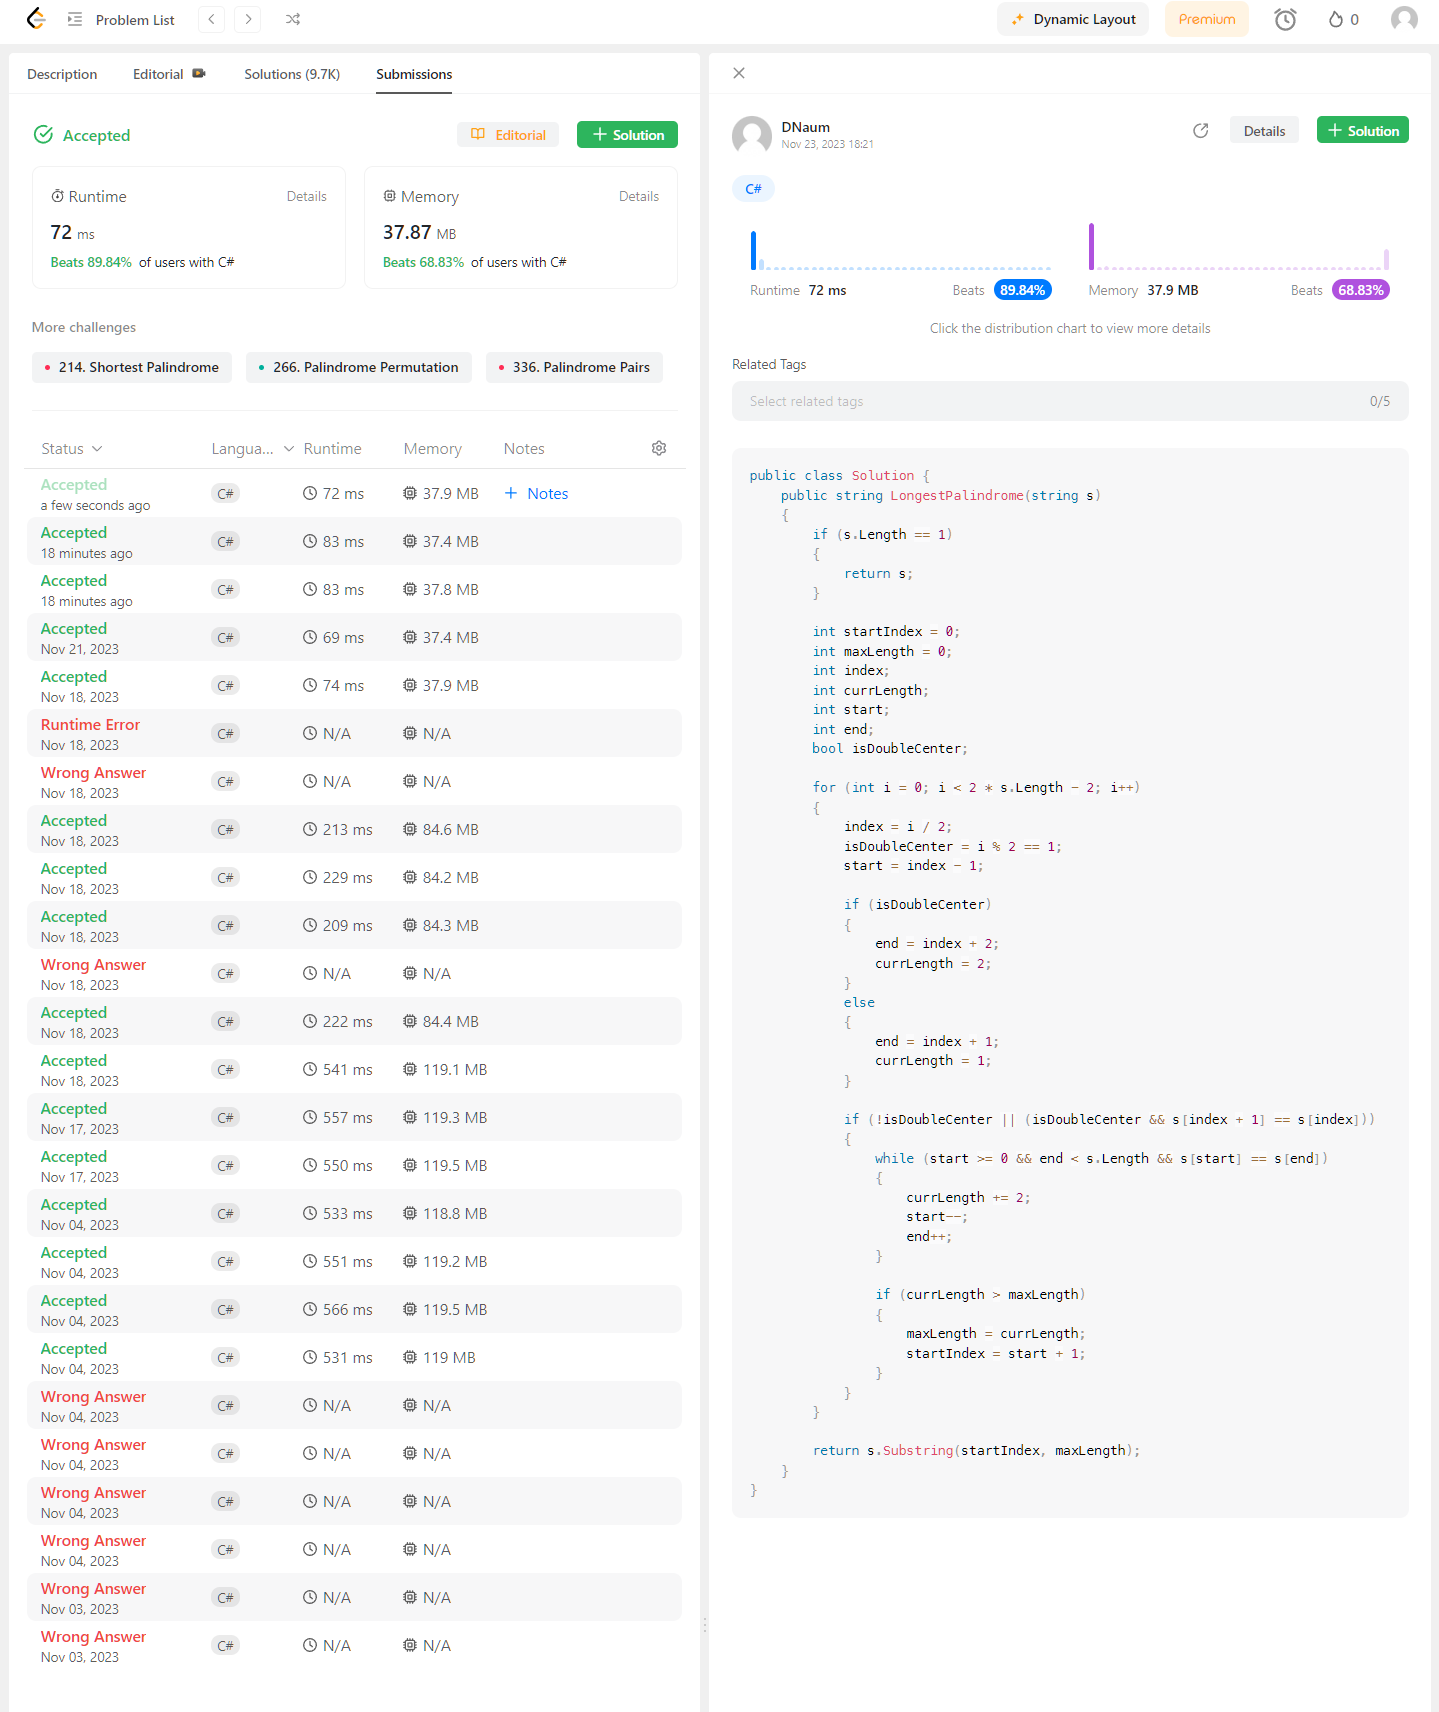 Problem List
Dynamic Layout
Premium
0
Description
Editorial
Solutions (9.7K)
Submissions
Accepted
Editorial
Solution
Runtime
Details
72 ms
Beats 89.84% of users with C#
Memory
Details
37.87 MB
Beats 68.83% of users with C#
More challenges
214. Shortest Palindrome
266. Palindrome Permutation
336. Palindrome Pairs
Status Langua... Runtime Memory Notes
Accepted
a few seconds ago
C# 72 ms 37.9 MB + Notes
Accepted
18 minutes ago
C# 83 ms 37.4 MB
Accepted
18 minutes ago
C# 83 ms 37.8 MB
Accepted
Nov 21, 2023
C# 69 ms 37.4 MB
Accepted
Nov 18, 2023
C# 74 ms 37.9 MB
Runtime Error
Nov 18, 2023
C# N/A N/A
Wrong Answer
Nov 18, 2023
C# N/A N/A
Accepted
Nov 18, 2023
C# 213 ms 84.6 MB
Accepted
Nov 18, 2023
C# 229 ms 84.2 MB
Accepted
Nov 18, 2023
C# 209 ms 84.3 MB
Wrong Answer
Nov 18, 2023
C# N/A N/A
Accepted
Nov 18, 2023
C# 222 ms 84.4 MB
Accepted
Nov 18, 2023
C# 541 ms 119.1 MB
Accepted
Nov 17, 2023
C# 557 ms 119.3 MB
Accepted
Nov 17, 2023
C# 550 ms 119.5 MB
Accepted
Nov 04, 2023
C# 533 ms 118.8 MB
Accepted
Nov 04, 2023
C# 551 ms 119.2 MB
Accepted
Nov 04, 2023
C# 566 ms 119.5 MB
Accepted
Nov 04, 2023
C# 531 ms 119 MB
Wrong Answer
Nov 04, 2023
C# N/A N/A
Wrong Answer
Nov 04, 2023
C# N/A N/A
Wrong Answer
Nov 04, 2023
C# N/A N/A
Wrong Answer
Nov 04, 2023
C# N/A N/A
Wrong Answer
Nov 03, 2023
C# N/A N/A
Wrong Answer
Nov 03, 2023
C# N/A N/A
DNaum
Nov 23, 2023 18:21
Details
Solution
C#
Runtime 72 ms Beats 89.84%
Memory 37.9 MB Beats 68.83%
Click the distribution chart to view more details
Related Tags
Select related tags 0/5
public class Solution {
    public string LongestPalindrome(string s)
    {
        if (s.Length == 1)
        {
            return s;
        }

        int startIndex = 0;
        int maxLength = 0;
        int index;
        int currLength;
        int start;
        int end;
        bool isDoubleCenter;

        for (int i = 0; i < 2 * s.Length - 2; i++)
        {
            index = i / 2;
            isDoubleCenter = i % 2 == 1;
            start = index - 1;

            if (isDoubleCenter)
            {
                end = index + 2;
                currLength = 2;
            }
            else
            {
                end = index + 1;
                currLength = 1;
            }

            if (!isDoubleCenter || (isDoubleCenter && s[index + 1] == s[index]))
            {
                while (start >= 0 && end < s.Length && s[start] == s[end])
                {
                    currLength += 2;
                    start--;
                    end++;
                }

                if (currLength > maxLength)
                {
                    maxLength = currLength;
                    startIndex = start + 1;
                }
            }
        }

        return s.Substring(startIndex, maxLength);
    }
}